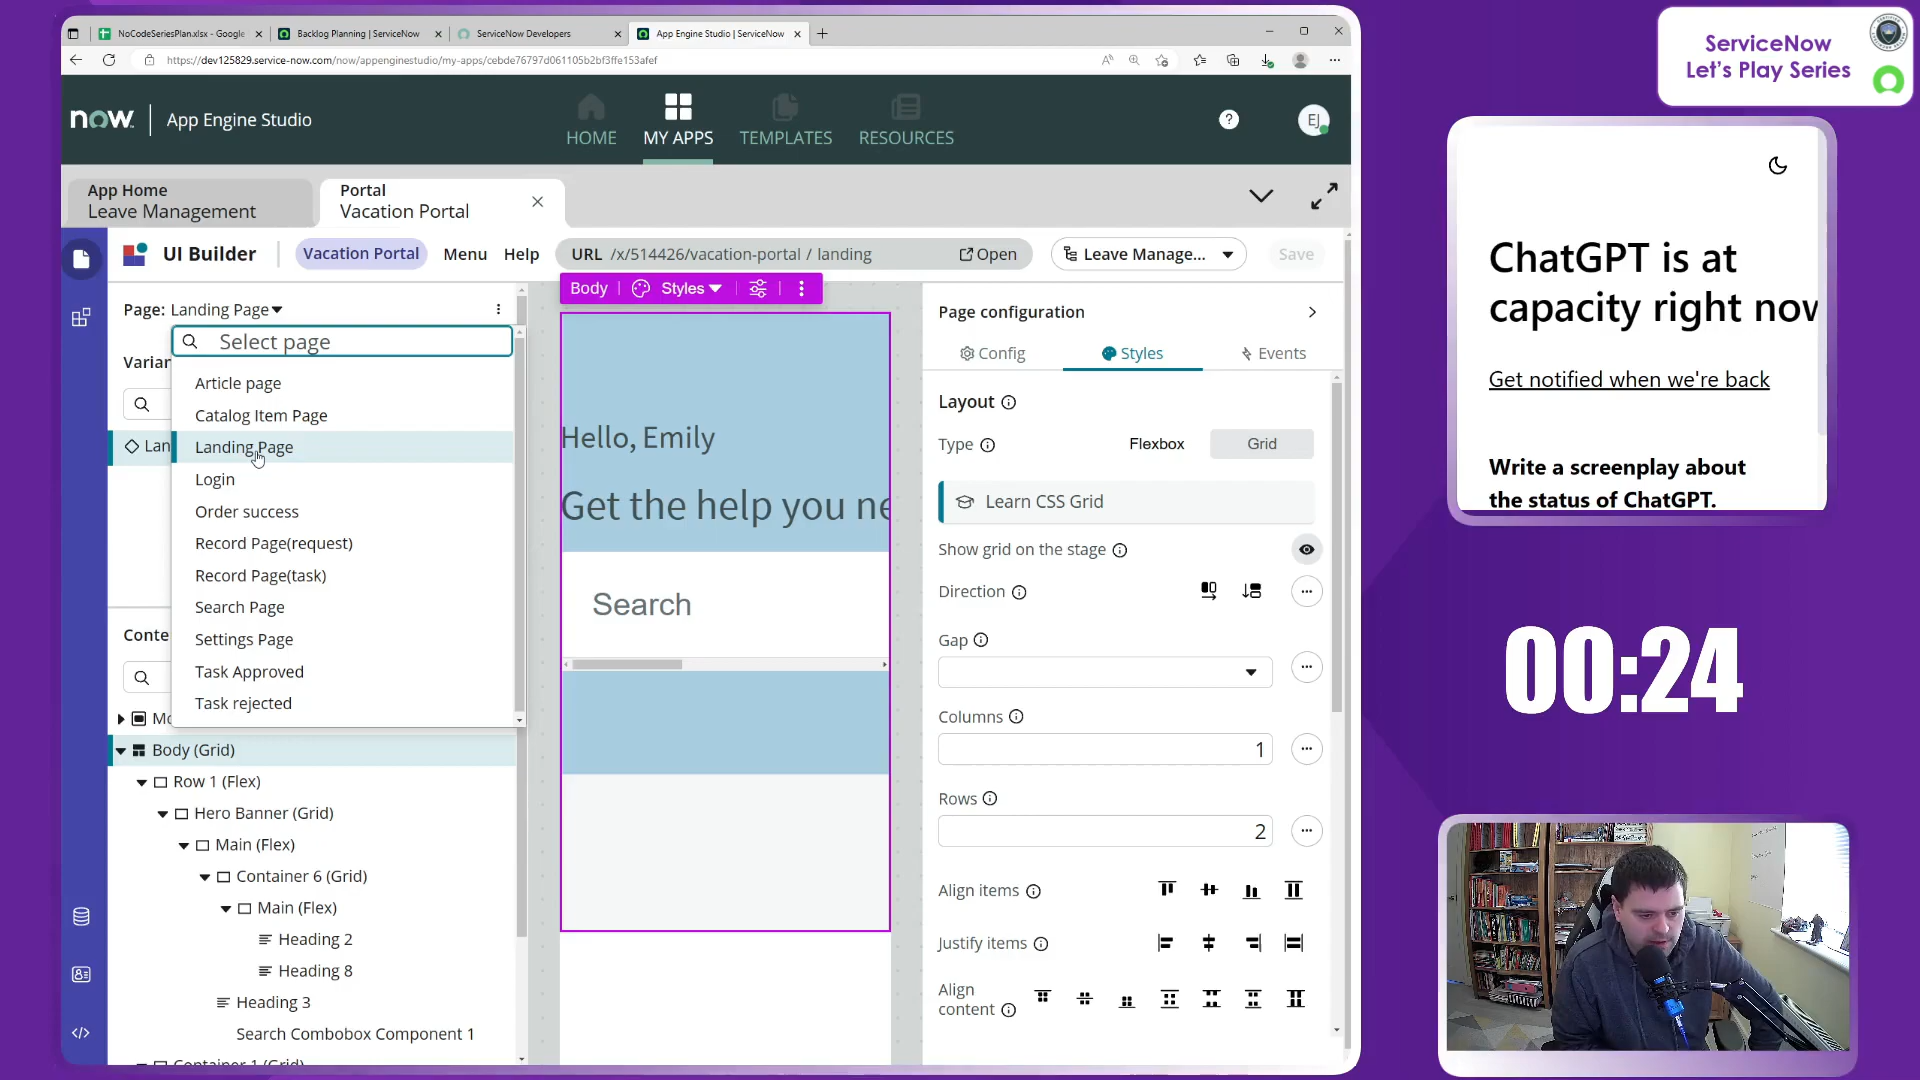 NoCodeSeriesPlan.xlsx - Google
Backlog Planning | ServiceNow
ServiceNow Developers
App Engine Studio | ServiceNow
https://dev125829.service-now.com/now/appenginestudio/my-apps/cebde76797d061105b2bf3ffe153afef
now
App Engine Studio
HOME
MY APPS
TEMPLATES
RESOURCES
?
EJ
App Home
Leave Management
Portal
Vacation Portal
UI Builder
Vacation Portal
Menu
Help
URL /x/514426/vacation-portal / landing
Open
Leave Manage...
Save
Page: Landing Page
Select page
Varian
Article page
Catalog Item Page
Lan
Landing Page
Login
Order success
Record Page(request)
Record Page(task)
Search Page
Conte
Settings Page
Task Approved
Task rejected
Mo
Body (Grid)
Row 1 (Flex)
Hero Banner (Grid)
Main (Flex)
Container 6 (Grid)
Main (Flex)
Heading 2
Heading 8
Heading 3
Search Combobox Component 1
Container 1 (Grid)
Body
Styles
Hello, Emily
Get the help you ne
Search
Page configuration
Config
Styles
Events
Layout
Type
Flexbox
Grid
Learn CSS Grid
Show grid on the stage
Direction
Gap
Columns
1
Rows
2
Align items
Justify items
Align
content
ServiceNow
Let's Play Series
ChatGPT is at
capacity right now
Get notified when we're back
Write a screenplay about
the status of ChatGPT.
00:24